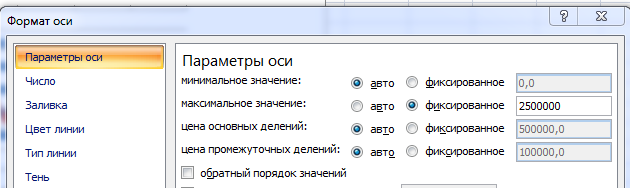 Формат оси
Параметры оси
Число
Заливка
Цвет линии
Тип линии
Тень
Параметры оси
минимальное значение: авто фиксированное 0,0
максимальное значение: авто фиксированное 2500000
цена основных делений: авто фиксированное 500000,0
цена промежуточных делений: авто фиксированное 100000,0
обратный порядок значений